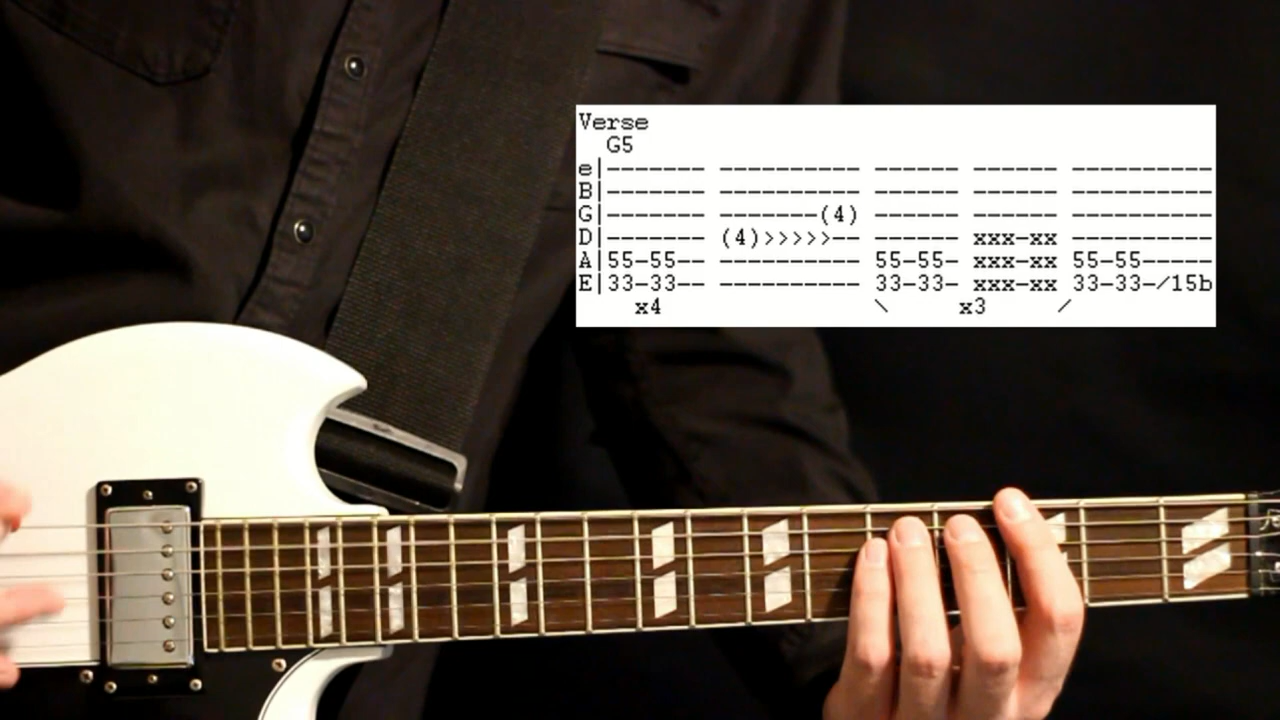 Verse
G5
e|------- ---------- ------ ------ ----------
B|------- ---------- ------ ------ ----------
G|------- -------(4) ------ ------ ----------
D|------- (4)>>>>>-- ------ xxx-xx ----------
A|55-55-- ---------- 55-55- xxx-xx 55-55-----
E|33-33-- ---------- 33-33- xxx-xx 33-33-/15b
x4 \ x3 /